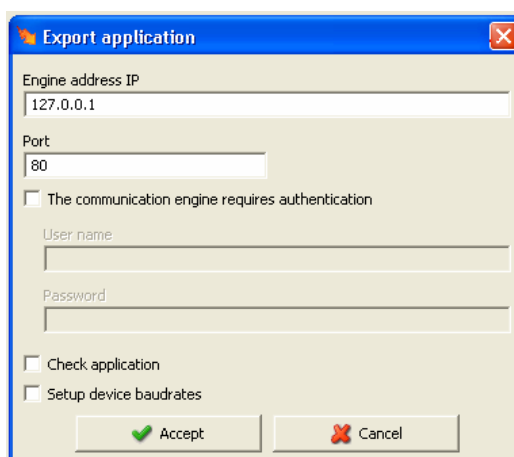 Export application
Engine address IP
127.0.0.1
Port
80
The communication engine requires authentication
User name
Password
Check application
Setup device baudrates
Accept Cancel